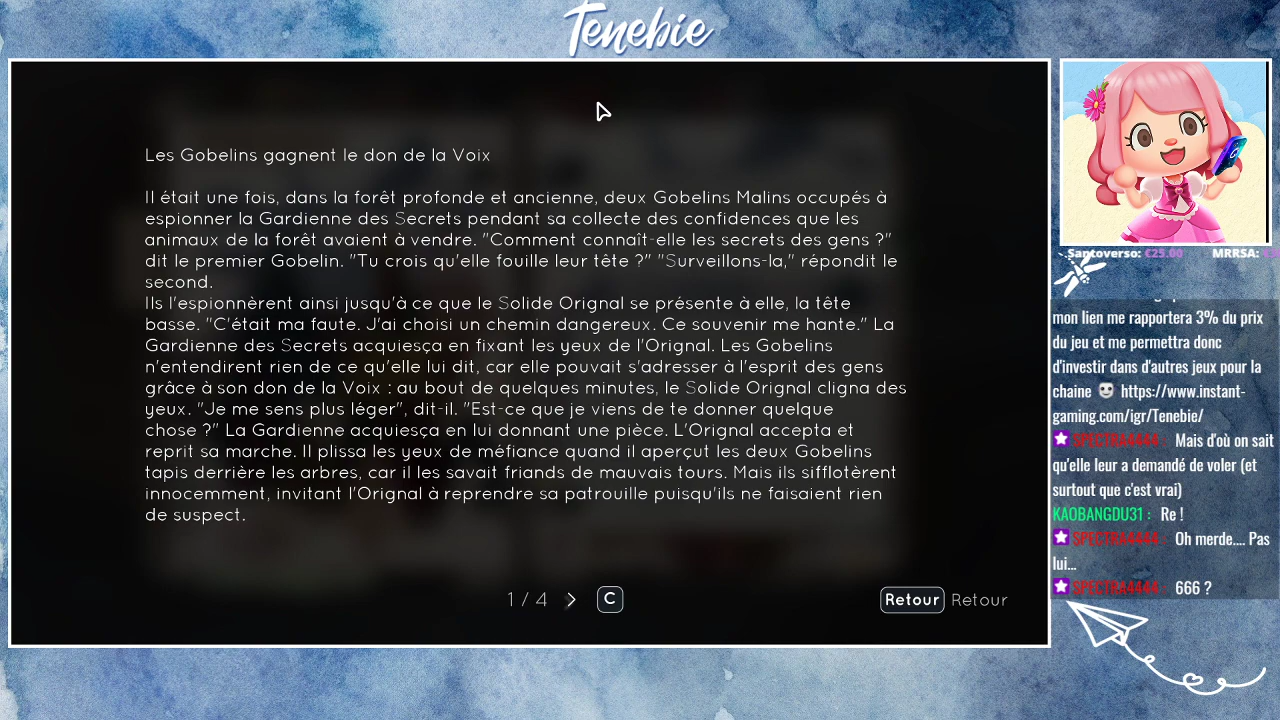 Tenebie
Les Gobelins gagnent le don de la Voix
Il était une fois, dans la forêt profonde et ancienne, deux Gobelins Malins occupés à
espionner la Gardienne des Secrets pendant sa collecte des confidences que les
animaux de la forêt avaient à vendre. "Comment connaît-elle les secrets des gens ?"
dit le premier Gobelin. "Tu crois qu'elle fouille leur tête ?" "Surveillons-la," répondit le
second.
Ils l'espionnèrent ainsi jusqu'à ce que le Solide Orignal se présente à elle, la tête
basse. "C'était ma faute. J'ai choisi un chemin dangereux. Ce souvenir me hante." La
Gardienne des Secrets acquiesça en fixant les yeux de l'Orignal. Les Gobelins
n'entendirent rien de ce qu'elle lui dit, car elle pouvait s'adresser à l'esprit des gens
grâce à son don de la Voix : au bout de quelques minutes, le Solide Orignal cligna des
yeux. "Je me sens plus léger", dit-il. "Est-ce que je viens de te donner quelque
chose ?" La Gardienne acquiesça en lui donnant une pièce. L'Orignal accepta et
reprit sa marche. Il plissa les yeux de méfiance quand il aperçut les deux Gobelins
tapis derrière les arbres, car il les savait friands de mauvais tours. Mais ils sifflotèrent
innocemment, invitant l'Orignal à reprendre sa patrouille puisqu'ils ne faisaient rien
de suspect.
1 / 4 > C
Retour Retour
Santoverso: €25.00 MRRSA:
mon lien me rapportera 3% du prix
du jeu et me permettra donc
d'investir dans d'autres jeux pour la
chaine https://www.instant-
gaming.com/igr/Tenebie/
SPECTRA4444 : Mais d'où on sait
qu'elle leur a demandé de voler (et
surtout que c'est vrai)
KAOBANGDU31 : Re !
SPECTRA4444 : Oh merde.... Pas
lui...
SPECTRA4444 : 666 ?